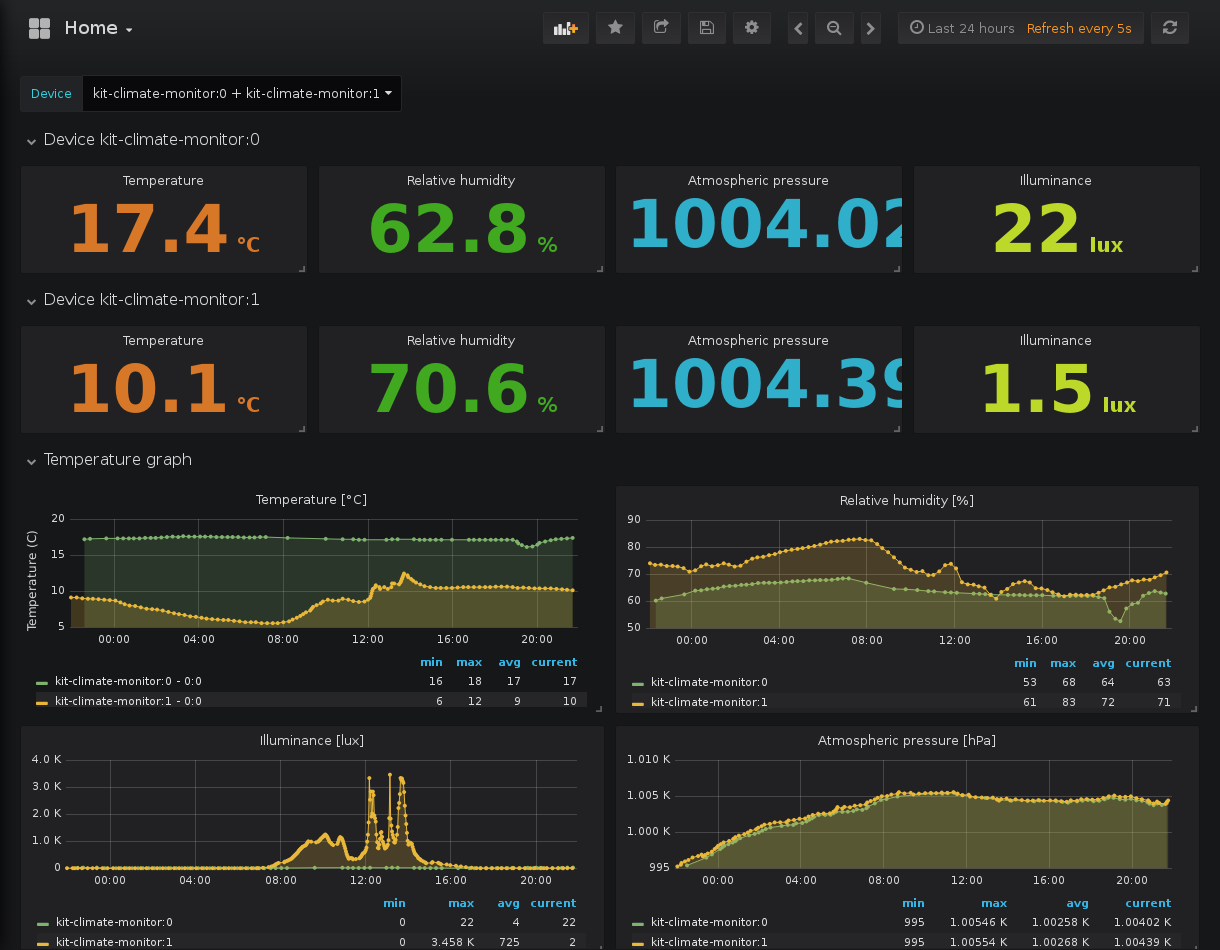 Home
Last 24 hours Refresh every 5s
Device kit-climate-monitor:0 + kit-climate-monitor:1
Device kit-climate-monitor:0
Temperature Relative humidity Atmospheric pressure Illuminance
17.4 °C 62.8 % 1004.02 22 lux
Device kit-climate-monitor:1
Temperature Relative humidity Atmospheric pressure Illuminance
10.1 °C 70.6 % 1004.39 1.5 lux
Temperature graph
Temperature [°C]
Temperature (C)
20
15
10
5
00:00 04:00 08:00 12:00 16:00 20:00
min max avg current
kit-climate-monitor:0 - 0:0 16 18 17 17
kit-climate-monitor:1 - 0:0 6 12 9 10
Relative humidity [%]
90
80
70
60
50
00:00 04:00 08:00 12:00 16:00 20:00
min max avg current
kit-climate-monitor:0 53 68 64 63
kit-climate-monitor:1 61 83 72 71
Illuminance [lux]
4.0 K
3.0 K
2.0 K
1.0 K
0
00:00 04:00 08:00 12:00 16:00 20:00
min max avg current
kit-climate-monitor:0 0 22 4 22
kit-climate-monitor:1 0 3.458 K 725 2
Atmospheric pressure [hPa]
1.010 K
1.005 K
1.000 K
995
00:00 04:00 08:00 12:00 16:00 20:00
min max avg current
kit-climate-monitor:0 995 1.00546 K 1.00258 K 1.00402 K
kit-climate-monitor:1 995 1.00554 K 1.00268 K 1.00439 K